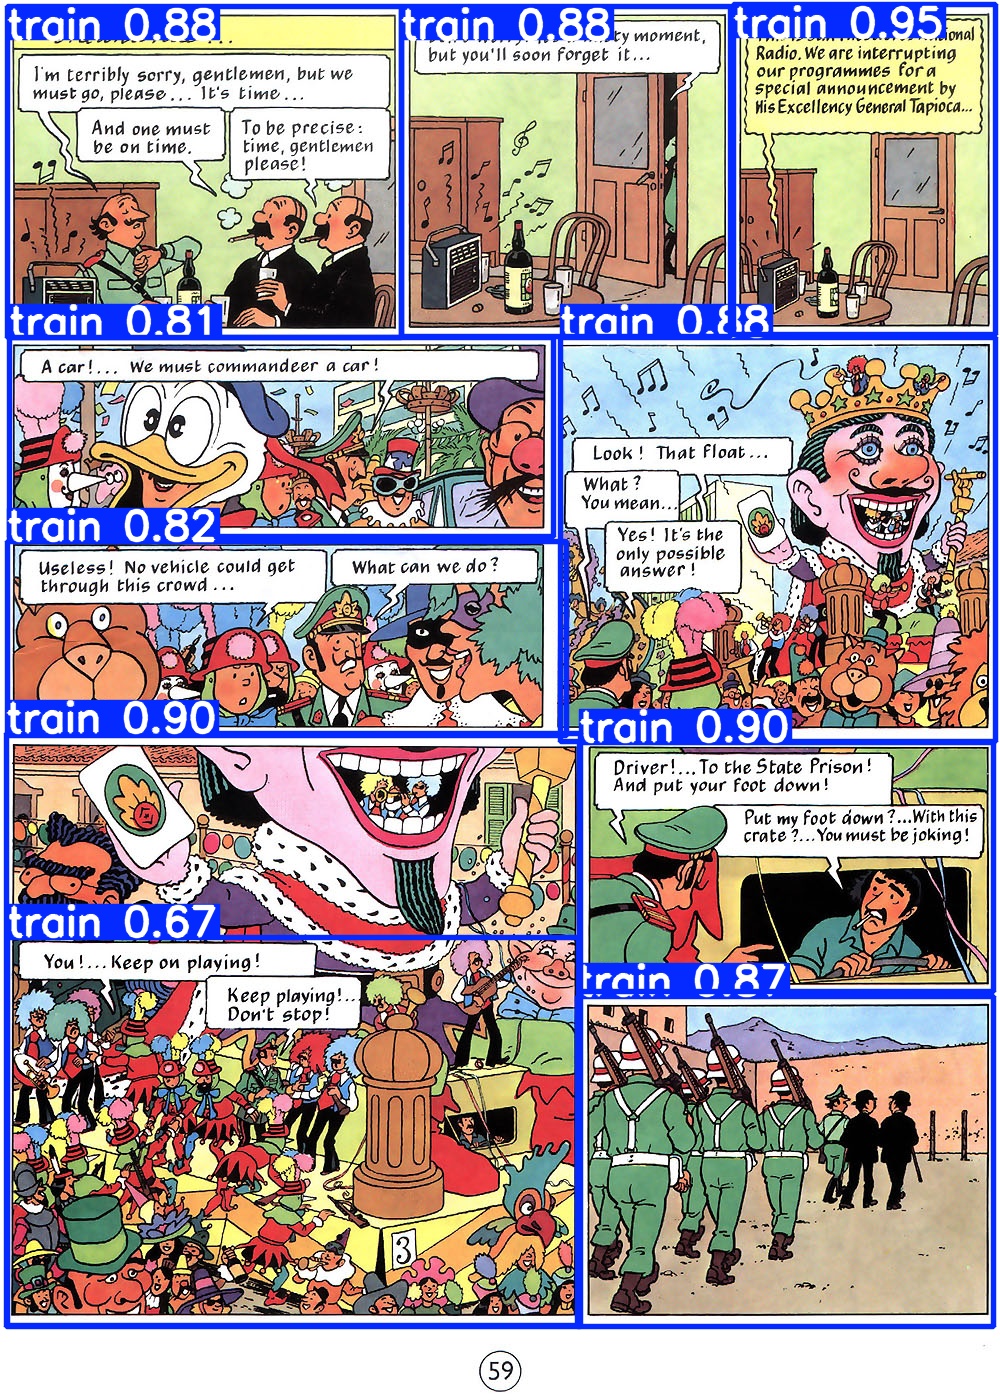 train 0.88
I'm terribly sorry, gentlemen, but we
must go, please... It's time...
And one must
be on time.
To be precise:
time, gentlemen
please!
train 0.88
moment,
but you'll soon forget it...
train 0.95
Radio. We are interrupting
our programmes for a
special announcement by
His Excellency General Tapioca...
train 0.81
A car!... We must commandeer a car!
train 0.82
Useless! No vehicle could get
through this crowd...
What can we do?
train 0.88
Look! That float...
What?
You mean...
Yes! It's the
only possible
answer!
train 0.90
train 0.90
Driver!... To the State Prison!
And put your foot down!
Put my foot down?...With this
crate?...You must be joking!
train 0.67
You!...Keep on playing!
Keep playing!...
Don't stop!
3
train 0.87
59